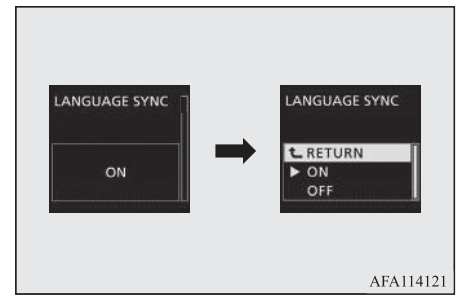 LANGUAGE SYNC
ON
LANGUAGE SYNC
RETURN
ON
OFF
AFA114121